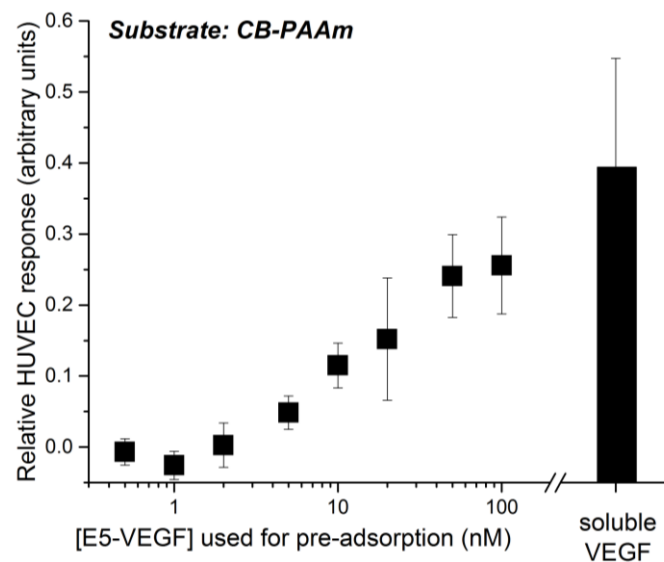 Substrate: CB-PAAm
Relative HUVEC response (arbitrary units)
0.6
0.5
0.4
0.3
0.2
0.1
0.0
1
10
100
[E5-VEGF] used for pre-adsorption (nM)
soluble
VEGF